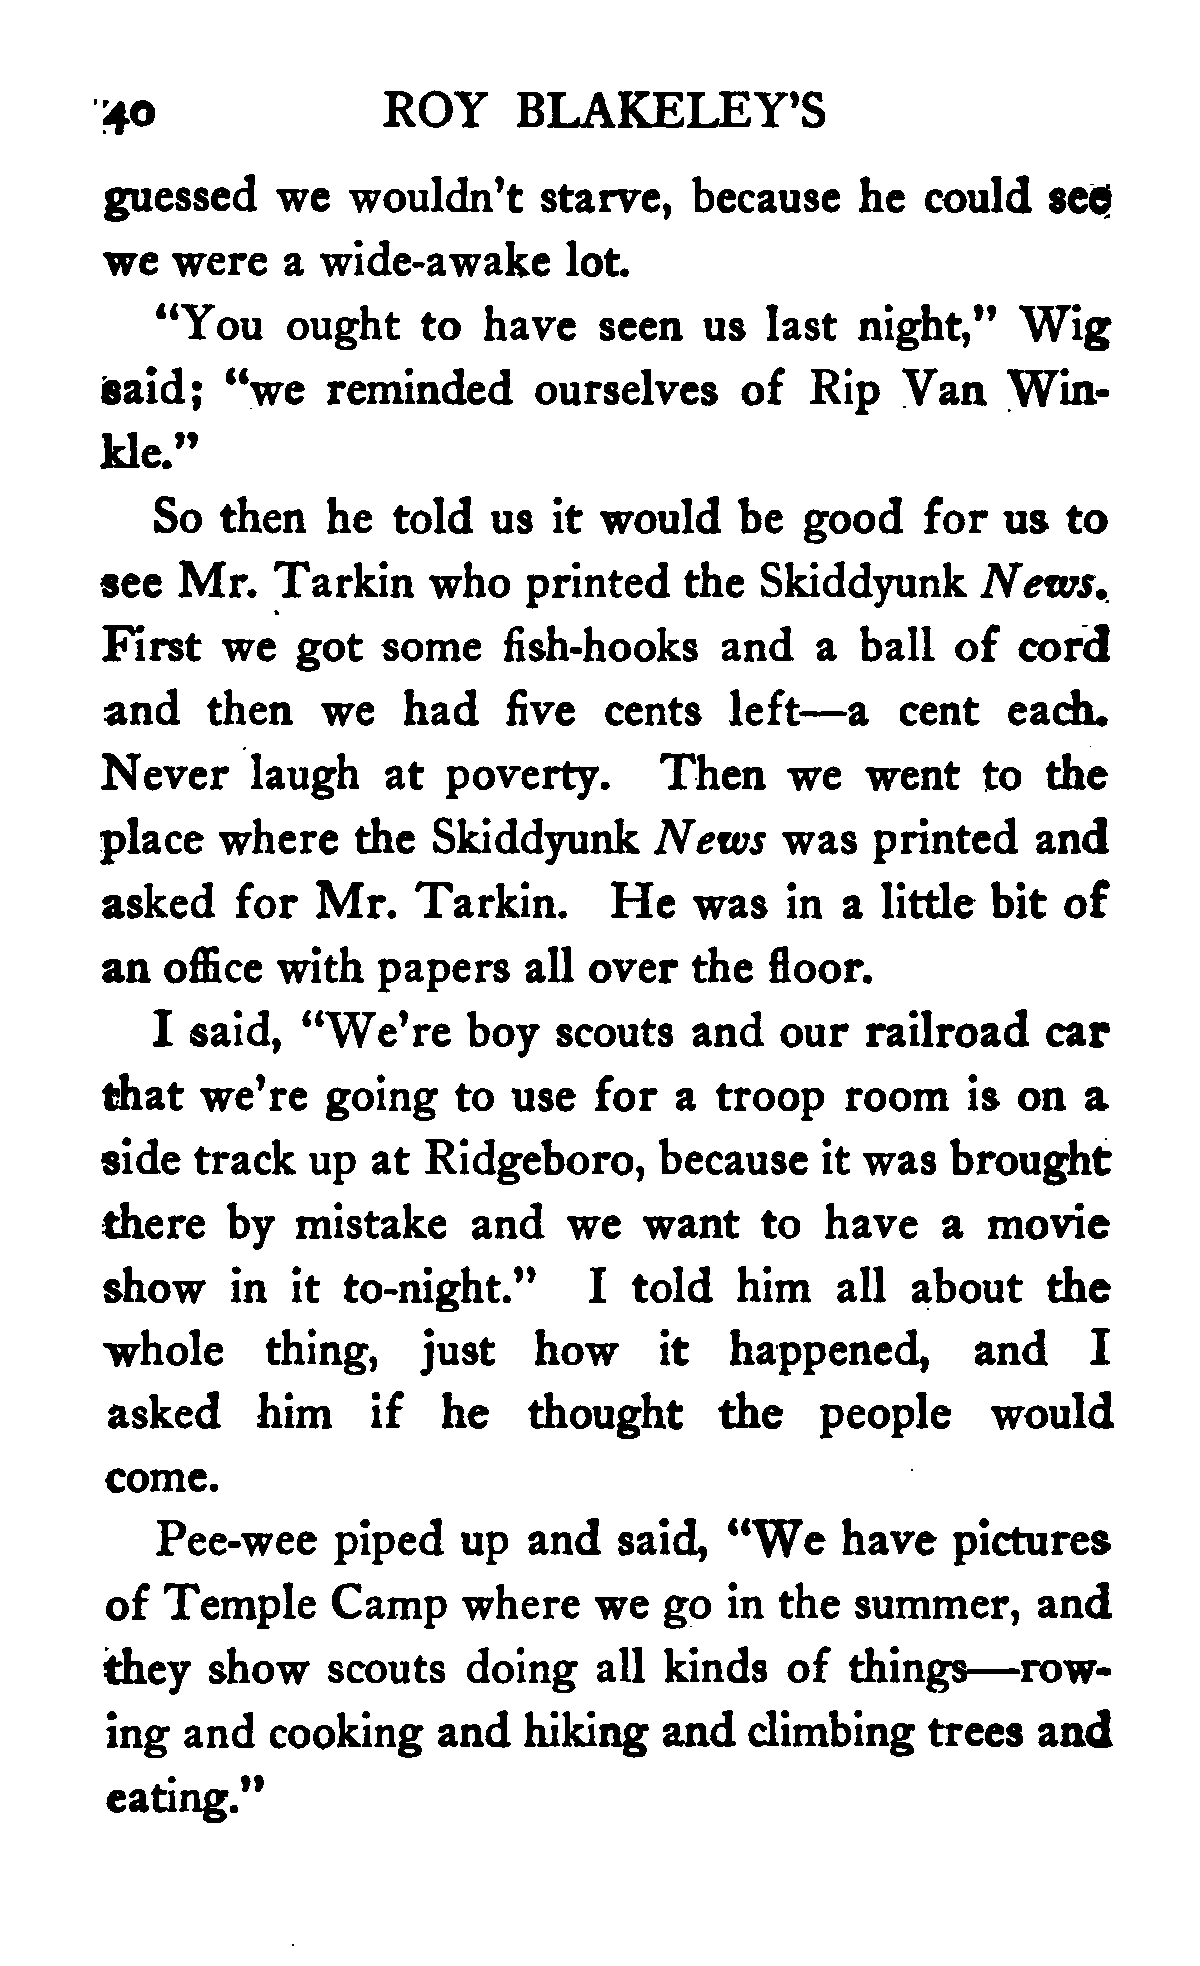 40 ROY BLAKELEY'S
guessed we wouldn't starve, because he could see
we were a wide-awake lot.
"You ought to have seen us last night," Wig
said; "we reminded ourselves of Rip Van Win-
kle."
So then he told us it would be good for us to
see Mr. Tarkin who printed the Skiddyunk News.
First we got some fish-hooks and a ball of cord
and then we had five cents left—a cent each.
Never laugh at poverty. Then we went to the
place where the Skiddyunk News was printed and
asked for Mr. Tarkin. He was in a little bit of
an office with papers all over the floor.
I said, "We're boy scouts and our railroad car
that we're going to use for a troop room is on a
side track up at Ridgeboro, because it was brought
there by mistake and we want to have a movie
show in it to-night." I told him all about the
whole thing, just how it happened, and I
asked him if he thought the people would
come.
Pee-wee piped up and said, "We have pictures
of Temple Camp where we go in the summer, and
they show scouts doing all kinds of things—row-
ing and cooking and hiking and climbing trees and
eating."